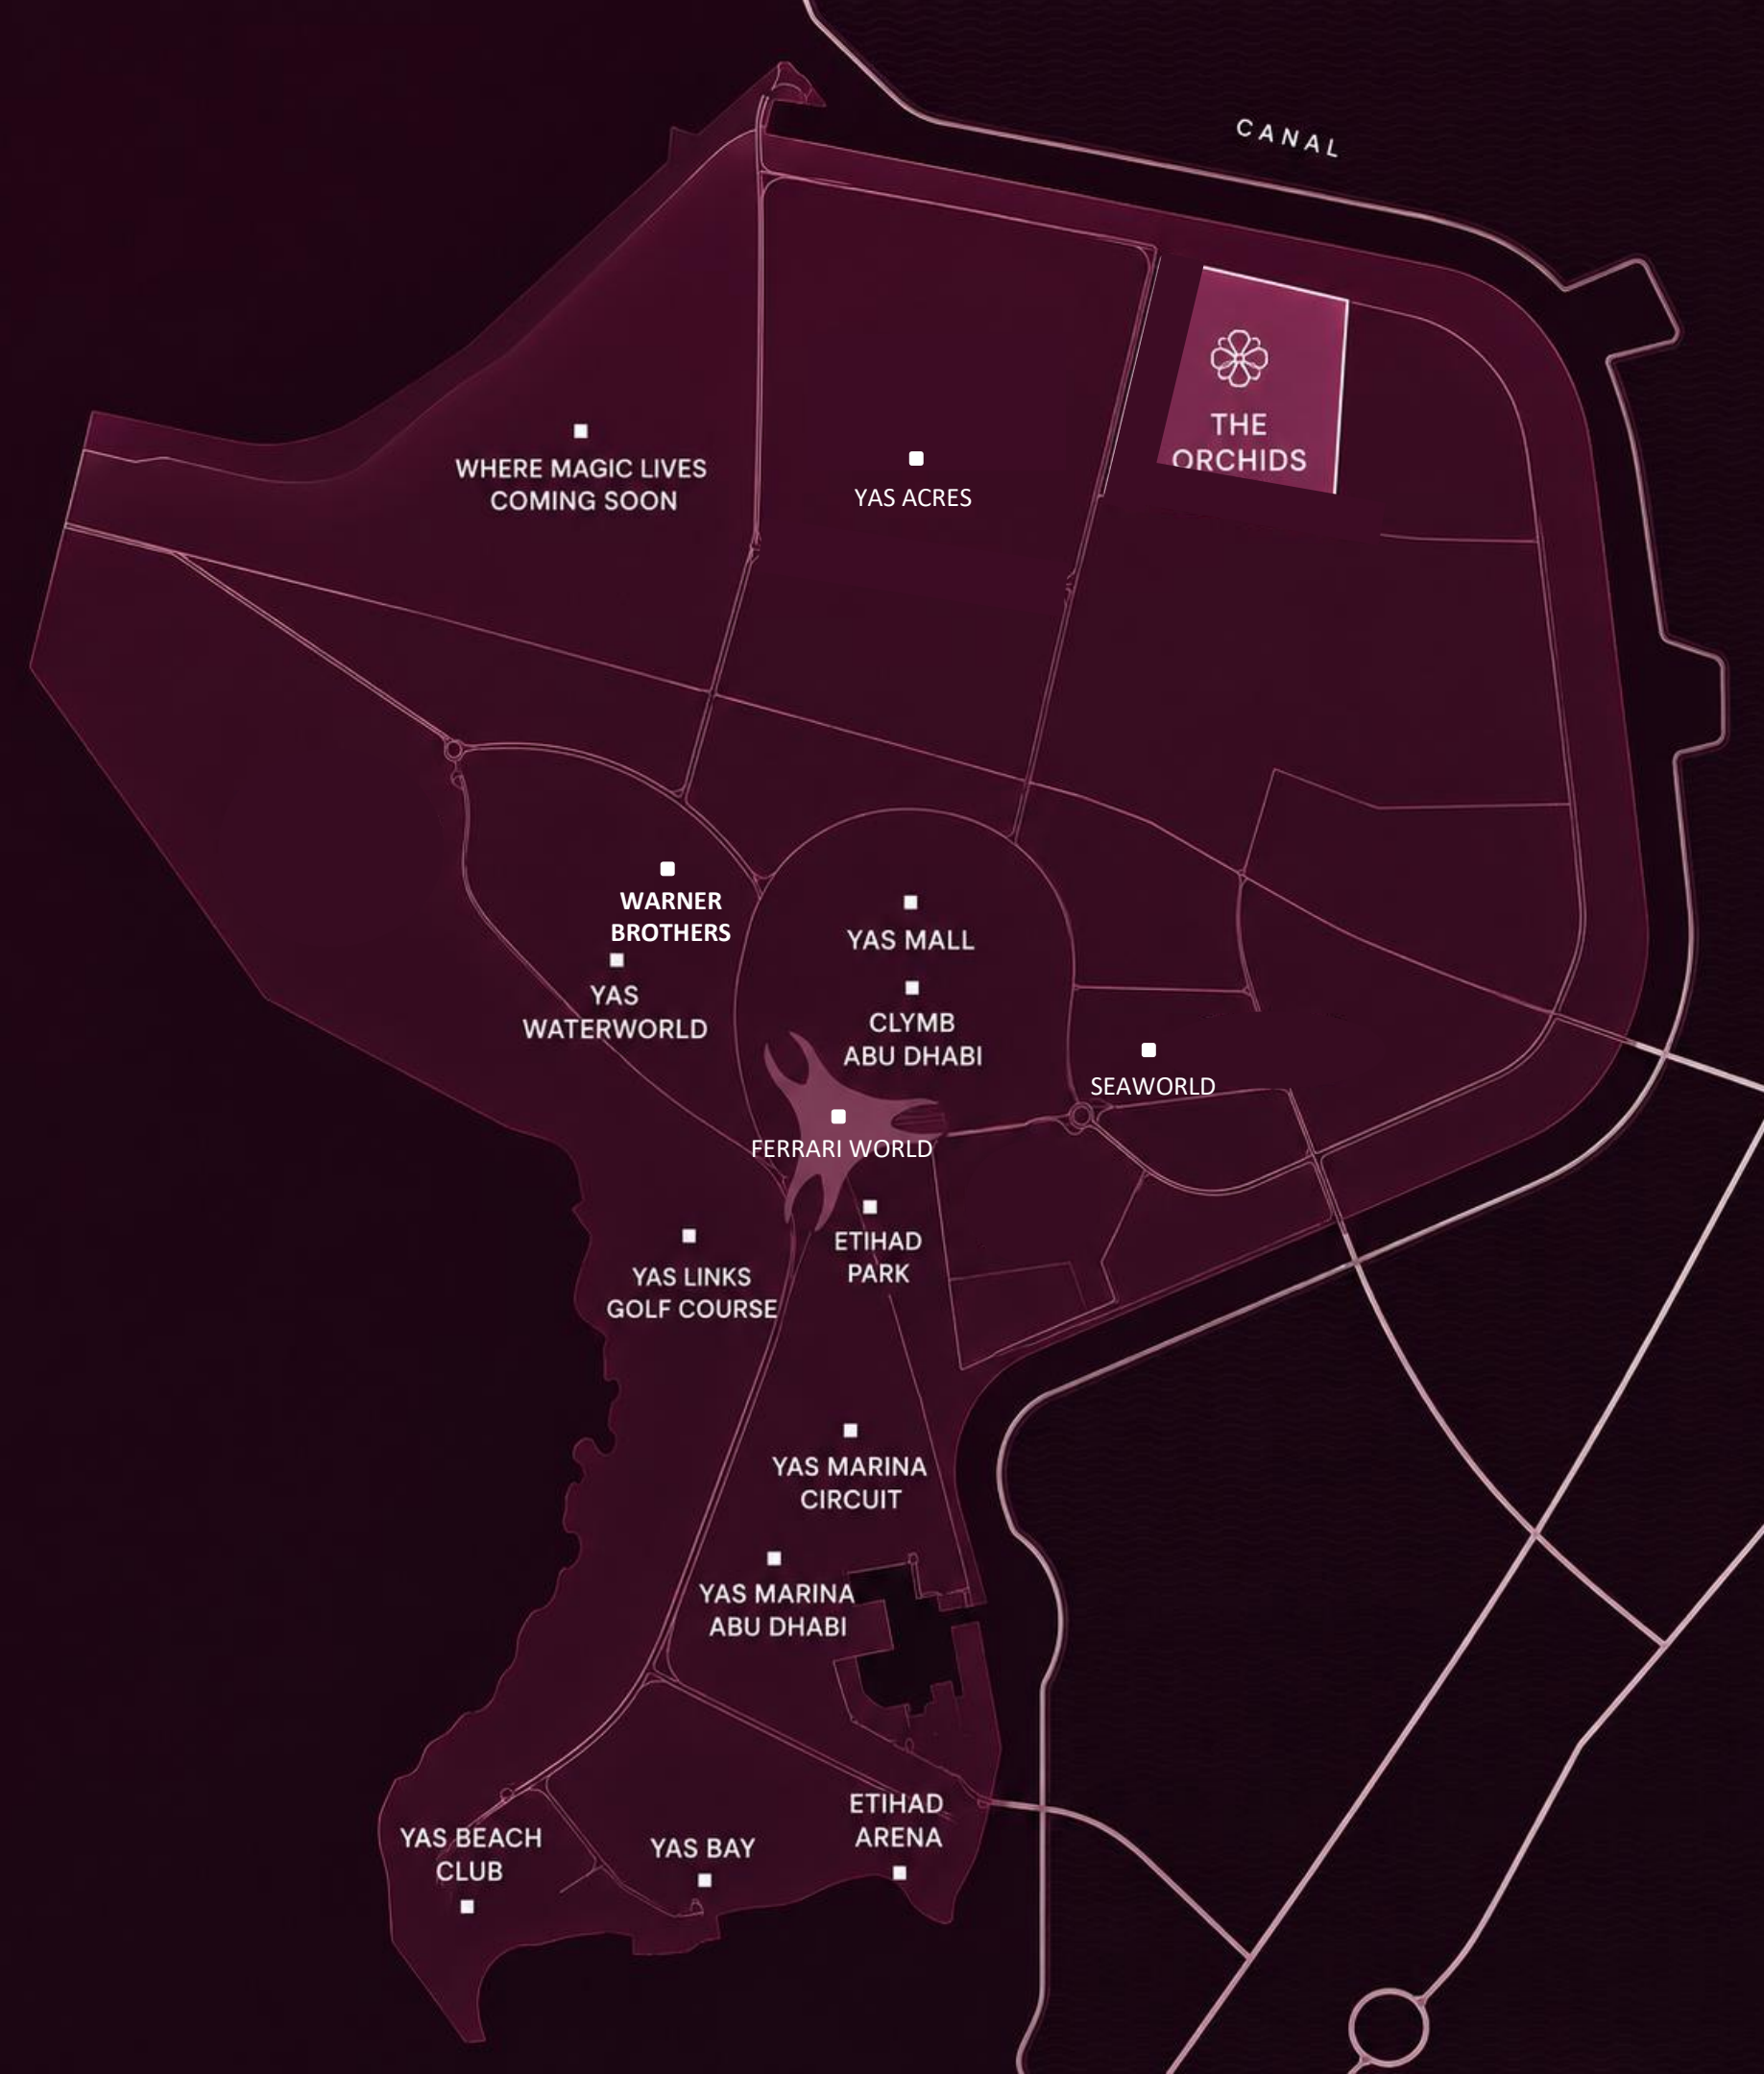 CANAL
THE
ORCHIDS
WHERE MAGIC LIVES
COMING SOON
YAS ACRES
WARNER
BROTHERS
YAS
WATERWORLD
YAS MALL
CLYMB
ABU DHABI
SEAWORLD
FERRARI WORLD
ETIHAD
PARK
YAS LINKS
GOLF COURSE
YAS MARINA
CIRCUIT
YAS MARINA
ABU DHABI
ETIHAD
ARENA
YAS BEACH
CLUB
YAS BAY